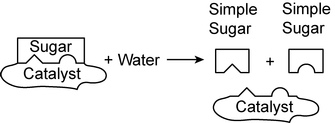 Simple
Sugar
Simple
Sugar
Sugar
Catalyst
+ Water
+
Catalyst